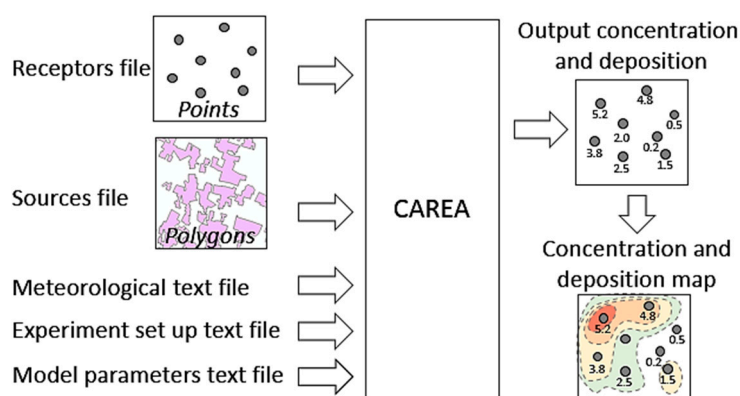 Receptors file
Points
Sources file
Polygons
Meteorological text file
Experiment set up text file
Model parameters text file
CAREA
Output concentration
and deposition
4.8
5.2
0.5
2.0
0.2
3.8
1.5
2.5
Concentration and
deposition map
4.8
5.2
0.5
0.2
3.8
1.5
2.5